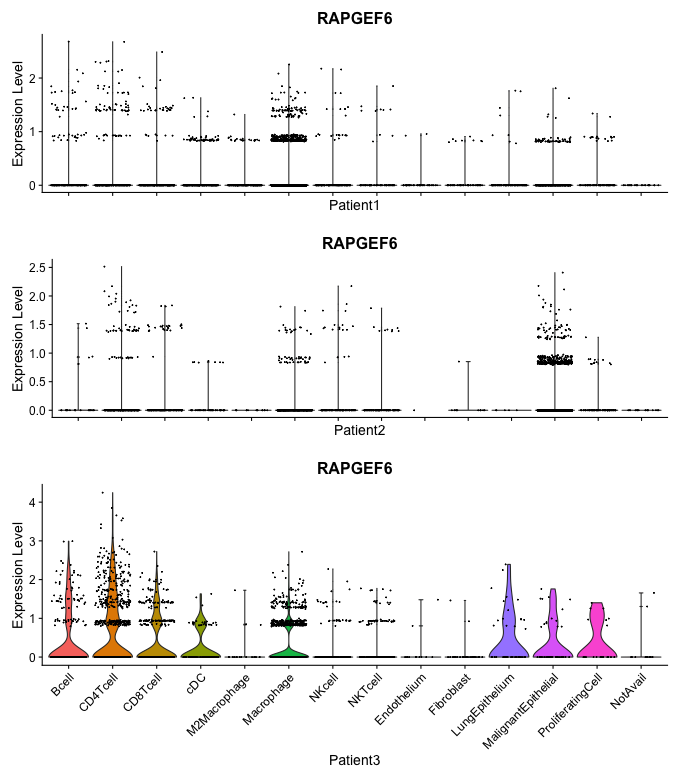 RAPGEF6
Expression Level
2
1
0
Patient1
RAPGEF6
Expression Level
2.5
2.0
1.5
1.0
0.5
0.0
Patient2
RAPGEF6
Expression Level
4
3
2
1
0
Bcell
CD4Tcell
CD8Tcell
cDC
M2Macrophage
Macrophage
NKcell
NKTcell
Endothelium
Fibroblast
LungEpithelium
MalignantEpithelial
ProliferatingCell
NotAvail
Patient3